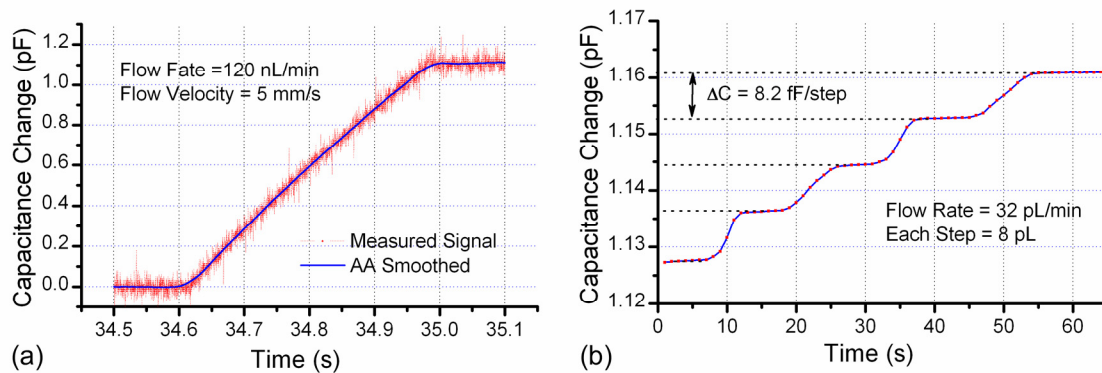 Capacitance Change (pF)
1.2
1.0
0.8
0.6
0.4
0.2
0.0
Flow Fate =120 nL/min
Flow Velocity = 5 mm/s
Measured Signal
AA Smoothed
34.5 34.6 34.7 34.8 34.9 35.0 35.1
Time (s)
(a)
Capacitance Change (pF)
1.17
1.16
1.15
1.14
1.13
1.12
ΔC = 8.2 fF/step
Flow Rate = 32 pL/min
Each Step = 8 pL
0 10 20 30 40 50 60
Time (s)
(b)